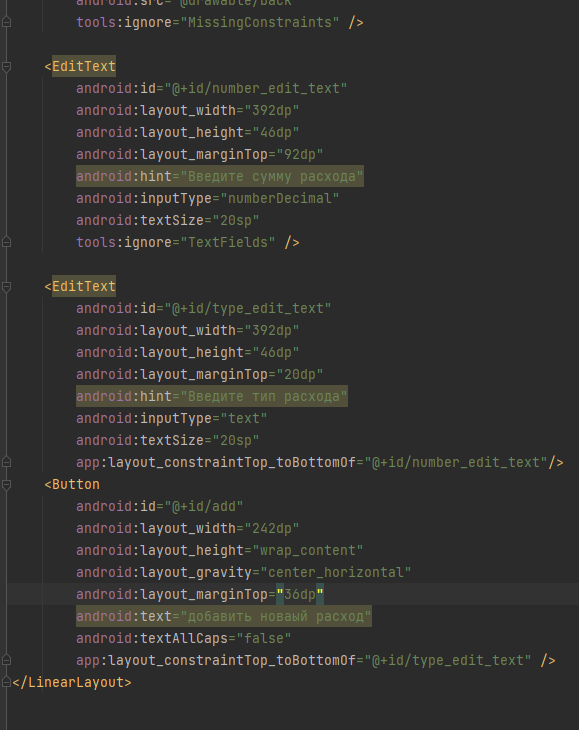 android:src="@drawable/back"
tools:ignore="MissingConstraints" />
<EditText
android:id="@+id/number_edit_text"
android:layout_width="392dp"
android:layout_height="46dp"
android:layout_marginTop="92dp"
android:hint="Введите сумму расхода"
android:inputType="numberDecimal"
android:textSize="20sp"
tools:ignore="TextFields" />
<EditText
android:id="@+id/type_edit_text"
android:layout_width="392dp"
android:layout_height="46dp"
android:layout_marginTop="20dp"
android:hint="Введите тип расхода"
android:inputType="text"
android:textSize="20sp"
app:layout_constraintTop_toBottomOf="@+id/number_edit_text"/>
<Button
android:id="@+id/add"
android:layout_width="242dp"
android:layout_height="wrap_content"
android:layout_gravity="center_horizontal"
android:layout_marginTop="36dp"
android:text="добавить новаый расход"
android:textAllCaps="false"
app:layout_constraintTop_toBottomOf="@+id/type_edit_text" />
</LinearLayout>